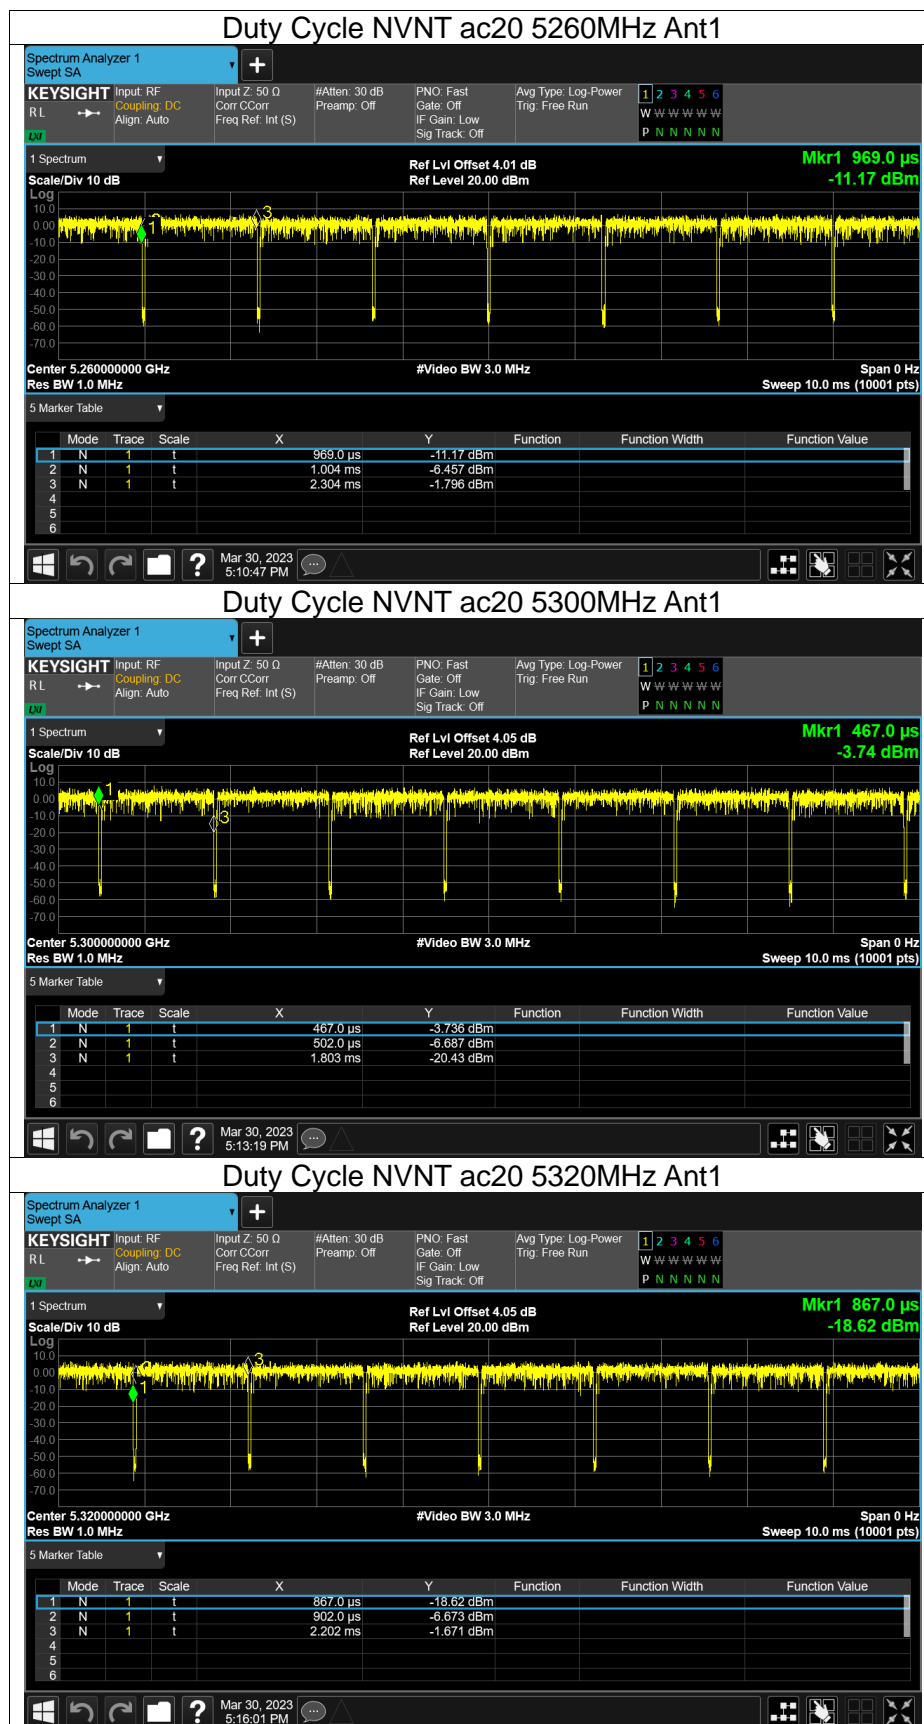 Duty Cycle NVNT ac20 5260MHz Ant1
Spectrum Analyzer 1
Swept SA
+
KEYSIGHT Input: RF Input Z: 50 Ω #Atten: 30 dB PNO: Fast Avg Type: Log-Power 1 2 3 4 5 6
R L Coupling: DC Corr CCorr Preamp: Off Gate: Off Trig: Free Run W W W W W W
Align: Auto Freq Ref: Int (S) IF Gain: Low
LXI Sig Track: Off P N N N N N
1 Spectrum
Ref Lvl Offset 4.01 dB Mkr1 969.0 µs
Scale/Div 10 dB Ref Level 20.00 dBm -11.17 dBm
Log
10.0
0.00
-10.0
-20.0
-30.0
-40.0
-50.0
-60.0
-70.0
1
3
Center 5.260000000 GHz #Video BW 3.0 MHz Span 0 Hz
Res BW 1.0 MHz Sweep 10.0 ms (10001 pts)
5 Marker Table
Mode Trace Scale X Y Function Function Width Function Value
1 N 1 t 969.0 µs -11.17 dBm
2 N 1 t 1.004 ms -6.457 dBm
3 N 1 t 2.304 ms -1.796 dBm
4
5
6
? Mar 30, 2023
5:10:47 PM
Duty Cycle NVNT ac20 5300MHz Ant1
Spectrum Analyzer 1
Swept SA
+
KEYSIGHT Input: RF Input Z: 50 Ω #Atten: 30 dB PNO: Fast Avg Type: Log-Power 1 2 3 4 5 6
R L Coupling: DC Corr CCorr Preamp: Off Gate: Off Trig: Free Run W W W W W W
Align: Auto Freq Ref: Int (S) IF Gain: Low
LXI Sig Track: Off P N N N N N
1 Spectrum
Ref Lvl Offset 4.05 dB Mkr1 467.0 µs
Scale/Div 10 dB Ref Level 20.00 dBm -3.74 dBm
Log
10.0
0.00
-10.0
-20.0
-30.0
-40.0
-50.0
-60.0
-70.0
1
3
Center 5.300000000 GHz #Video BW 3.0 MHz Span 0 Hz
Res BW 1.0 MHz Sweep 10.0 ms (10001 pts)
5 Marker Table
Mode Trace Scale X Y Function Function Width Function Value
1 N 1 t 467.0 µs -3.736 dBm
2 N 1 t 502.0 µs -6.687 dBm
3 N 1 t 1.803 ms -20.43 dBm
4
5
6
? Mar 30, 2023
5:13:19 PM
Duty Cycle NVNT ac20 5320MHz Ant1
Spectrum Analyzer 1
Swept SA
+
KEYSIGHT Input: RF Input Z: 50 Ω #Atten: 30 dB PNO: Fast Avg Type: Log-Power 1 2 3 4 5 6
R L Coupling: DC Corr CCorr Preamp: Off Gate: Off Trig: Free Run W W W W W W
Align: Auto Freq Ref: Int (S) IF Gain: Low
LXI Sig Track: Off P N N N N N
1 Spectrum
Ref Lvl Offset 4.05 dB Mkr1 867.0 µs
Scale/Div 10 dB Ref Level 20.00 dBm -18.62 dBm
Log
10.0
0.00
-10.0
-20.0
-30.0
-40.0
-50.0
-60.0
-70.0
1
3
Center 5.320000000 GHz #Video BW 3.0 MHz Span 0 Hz
Res BW 1.0 MHz Sweep 10.0 ms (10001 pts)
5 Marker Table
Mode Trace Scale X Y Function Function Width Function Value
1 N 1 t 867.0 µs -18.62 dBm
2 N 1 t 902.0 µs -6.673 dBm
3 N 1 t 2.202 ms -1.671 dBm
4
5
6
? Mar 30, 2023
5:16:01 PM